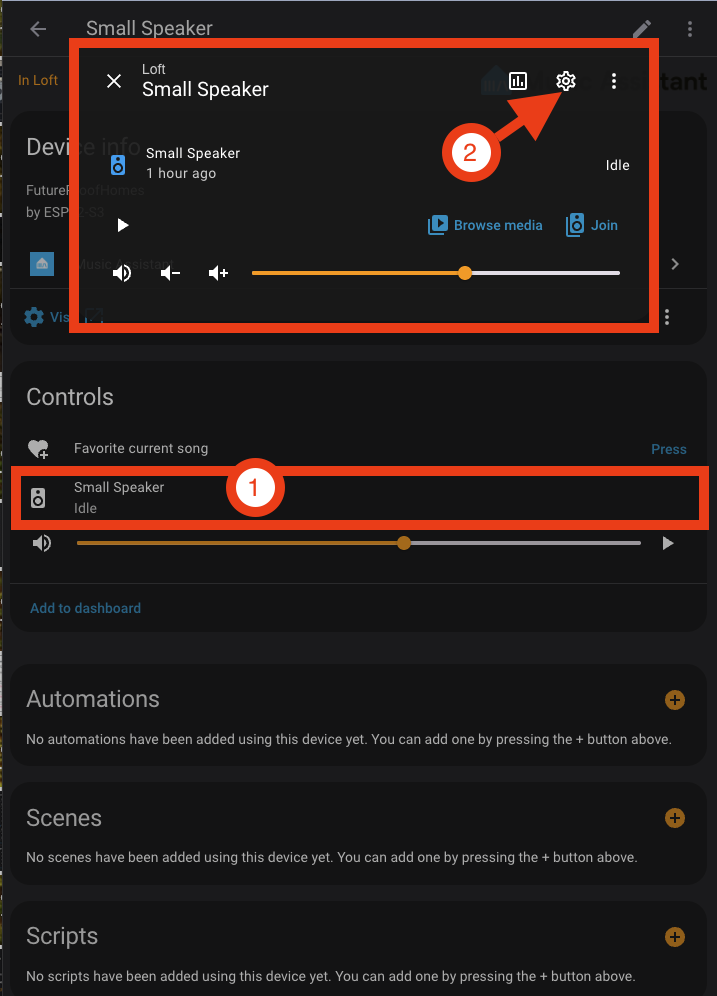 Small Speaker
In Loft
Loft
Small Speaker
tant
2
Device info
Small Speaker
1 hour ago
Idle
FutureProofHomes
by ESP32-S3
Browse media
Join
Music Assistant
Vis
Controls
Favorite current song
Press
Small Speaker
1
Idle
Add to dashboard
Automations
No automations have been added using this device yet. You can add one by pressing the + button above.
Scenes
No scenes have been added using this device yet. You can add one by pressing the + button above.
Scripts
No scripts have been added using this device yet. You can add one by pressing the + button above.